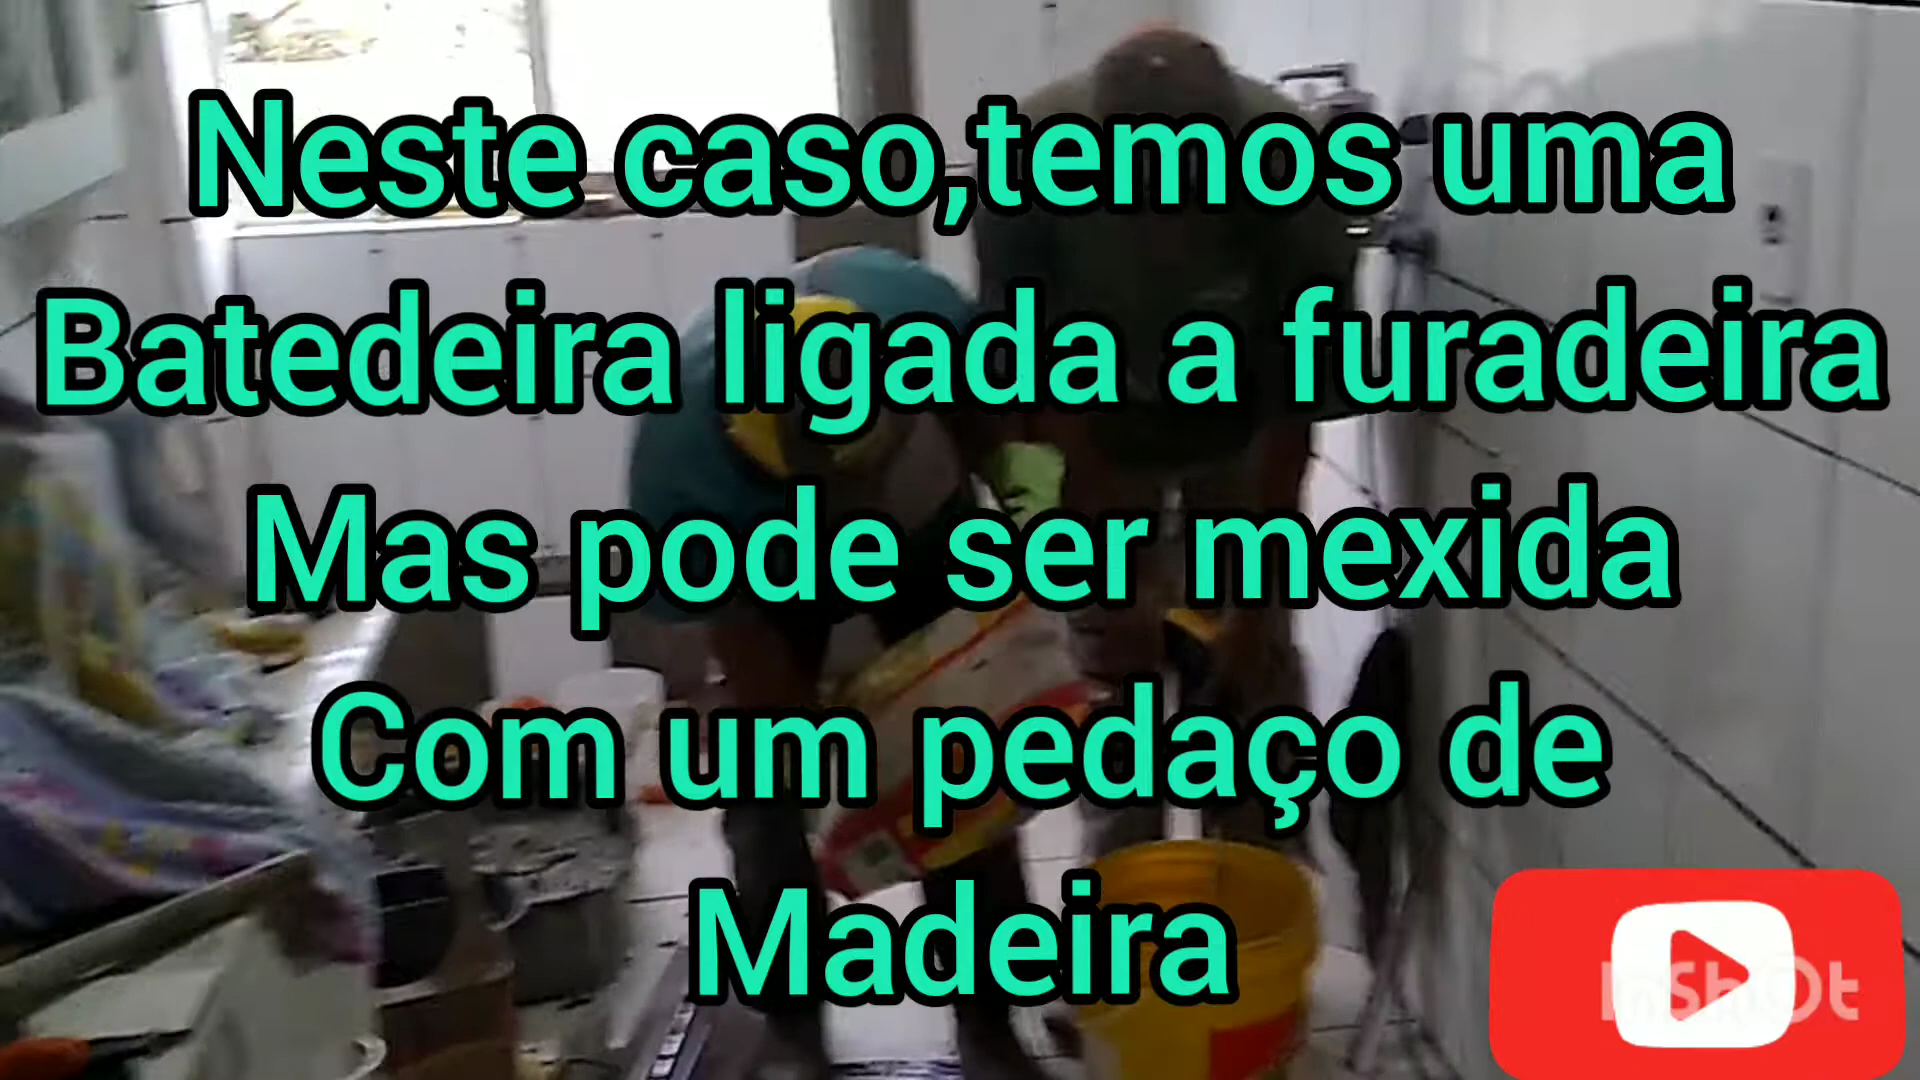 Neste caso,temos uma
Batedeira ligada a furadeira
Mas pode ser mexida
Com um pedaço de
Madeira
InShOt